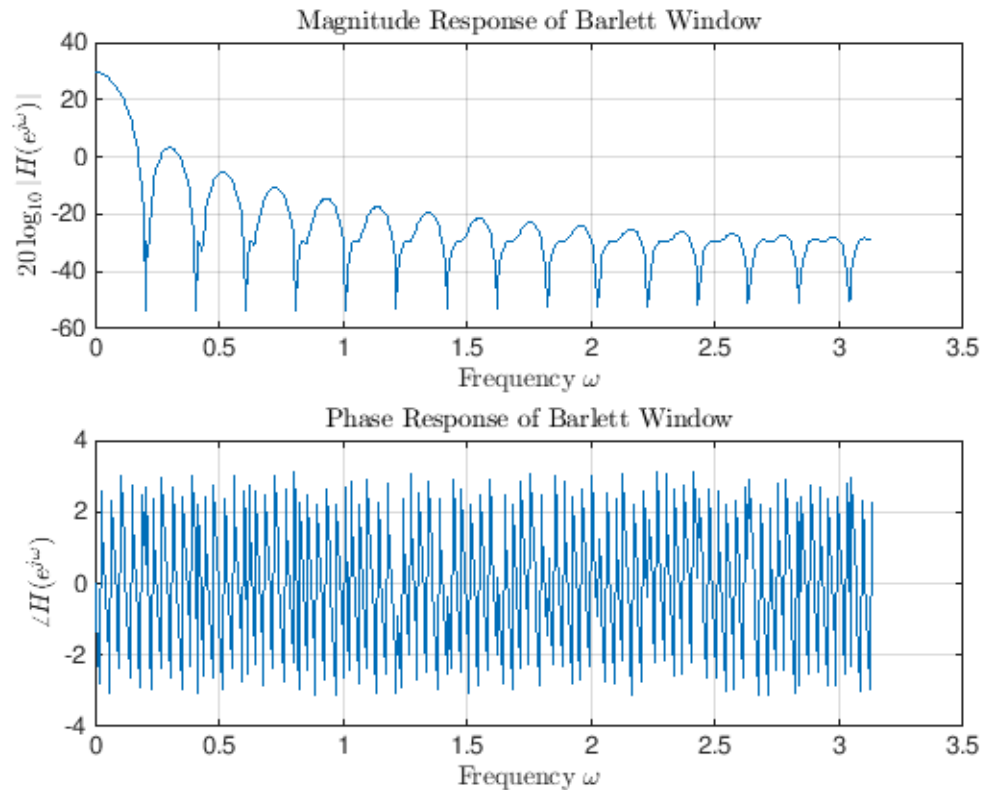 Magnitude Response of Barlett Window
40
20
0
-20
-40
-60
20 log₁₀ |H(e^{jω})|
0 0.5 1 1.5 2 2.5 3 3.5
Frequency ω
Phase Response of Barlett Window
4
2
0
-2
-4
∠H(e^{jω})
0 0.5 1 1.5 2 2.5 3 3.5
Frequency ω